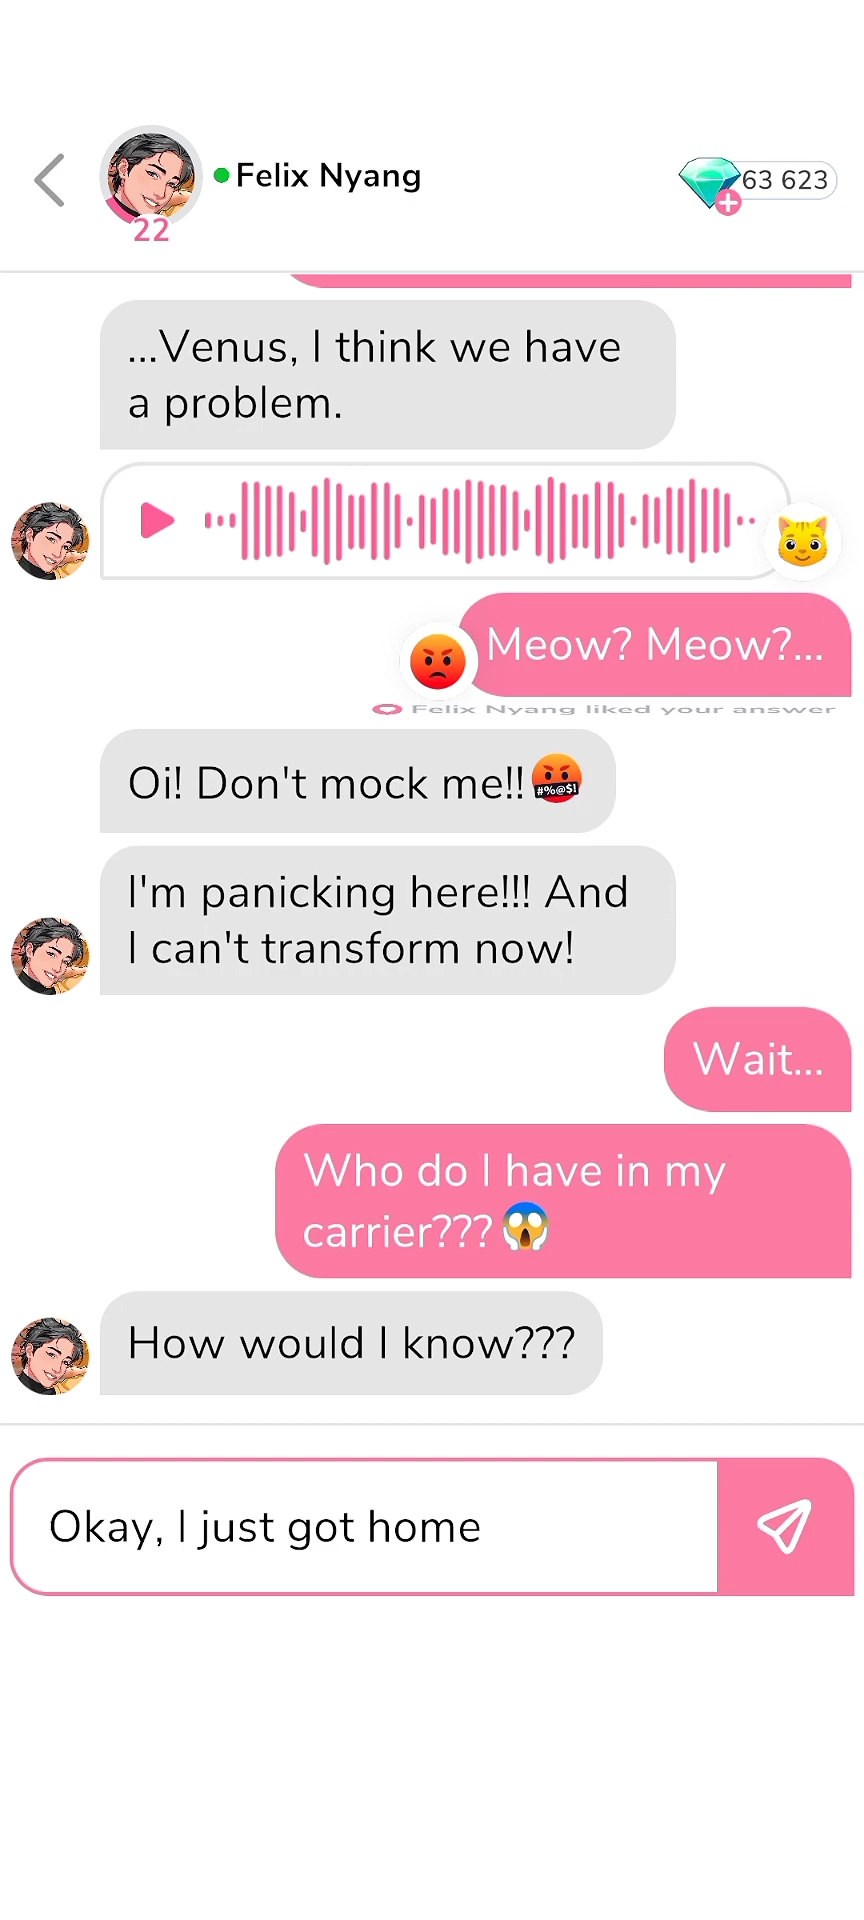 Felix Nyang
63 623
22
...Venus, I think we have
a problem.
Meow? Meow?...
Felix Nyang liked your answer
Oi! Don't mock me!!🤬
I'm panicking here!!! And
I can't transform now!
Wait...
Who do I have in my
carrier???😱
How would I know???
Okay, I just got home